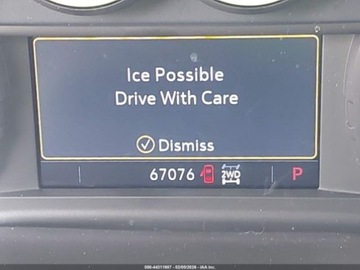 Ice Possible
Drive With Care
Dismiss
67076 2WD P